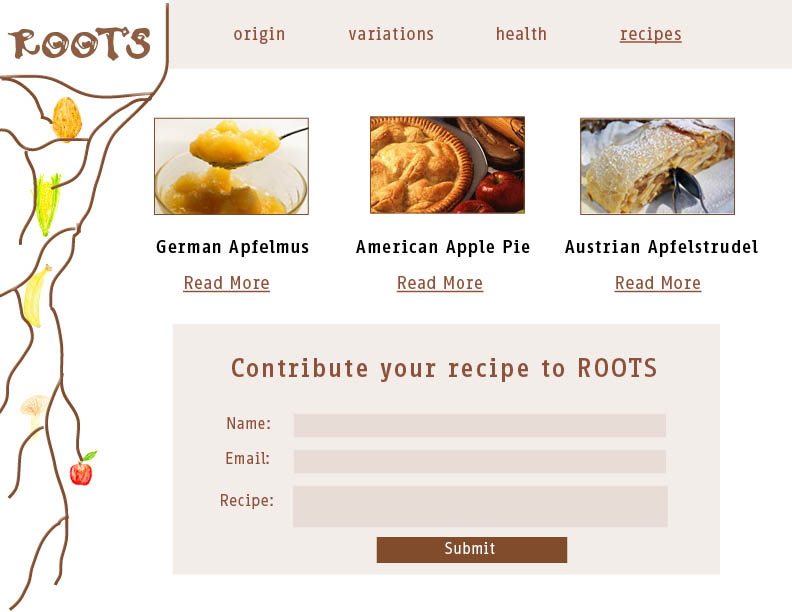 ROOTS
origin variations health recipes
German Apfelmus American Apple Pie Austrian Apfelstrudel
Read More Read More Read More
Contribute your recipe to ROOTS
Name:
Email:
Recipe:
Submit